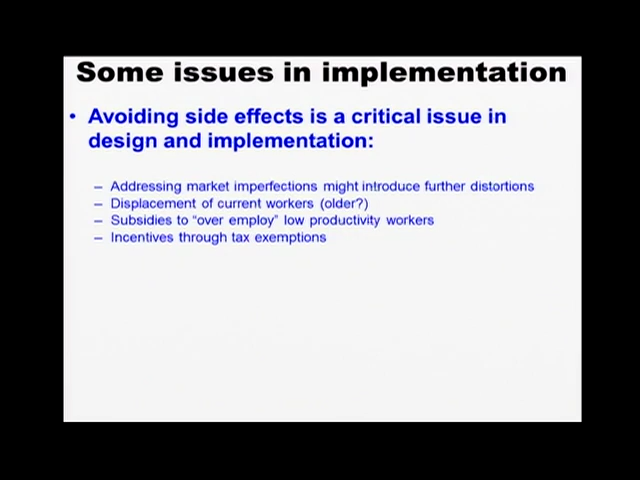 Some issues in implementation
• Avoiding side effects is a critical issue in
design and implementation:
– Addressing market imperfections might introduce further distortions
– Displacement of current workers (older?)
– Subsidies to “over employ” low productivity workers
– Incentives through tax exemptions